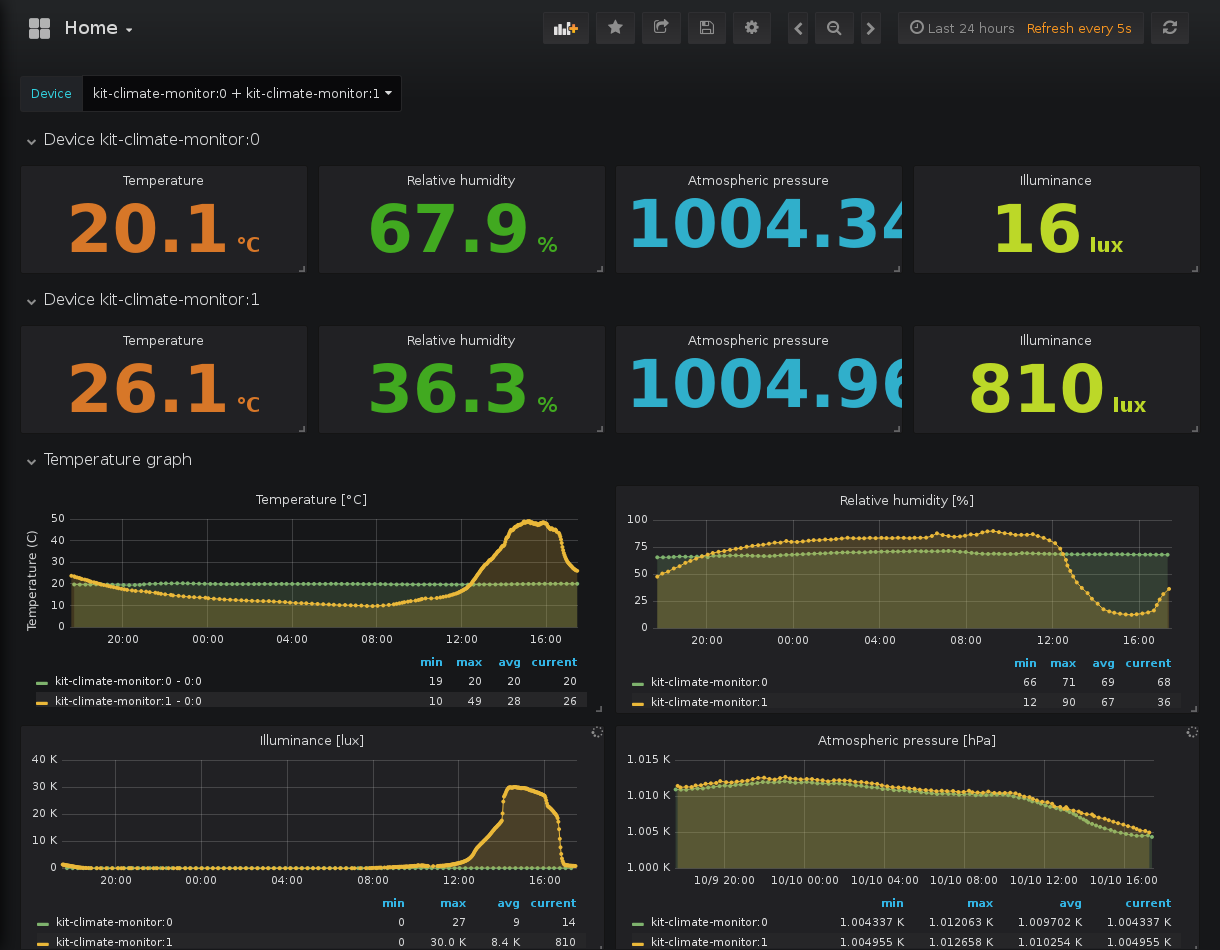 Home
Last 24 hours Refresh every 5s
Device kit-climate-monitor:0 + kit-climate-monitor:1
Device kit-climate-monitor:0
Temperature
20.1 °C
Relative humidity
67.9 %
Atmospheric pressure
1004.34
Illuminance
16 lux
Device kit-climate-monitor:1
Temperature
26.1 °C
Relative humidity
36.3 %
Atmospheric pressure
1004.96
Illuminance
810 lux
Temperature graph
Temperature [°C]
Temperature (C)
50
40
30
20
10
0
20:00 00:00 04:00 08:00 12:00 16:00
min max avg current
kit-climate-monitor:0 - 0:0 19 20 20 20
kit-climate-monitor:1 - 0:0 10 49 28 26
Relative humidity [%]
100
75
50
25
0
20:00 00:00 04:00 08:00 12:00 16:00
min max avg current
kit-climate-monitor:0 66 71 69 68
kit-climate-monitor:1 12 90 67 36
Illuminance [lux]
40 K
30 K
20 K
10 K
0
20:00 00:00 04:00 08:00 12:00 16:00
min max avg current
kit-climate-monitor:0 0 27 9 14
kit-climate-monitor:1 0 30.0 K 8.4 K 810
Atmospheric pressure [hPa]
1.015 K
1.010 K
1.005 K
1.000 K
10/9 20:00 10/10 00:00 10/10 04:00 10/10 08:00 10/10 12:00 10/10 16:00
min max avg current
kit-climate-monitor:0 1.004337 K 1.012063 K 1.009702 K 1.004337 K
kit-climate-monitor:1 1.004955 K 1.012658 K 1.010254 K 1.004955 K